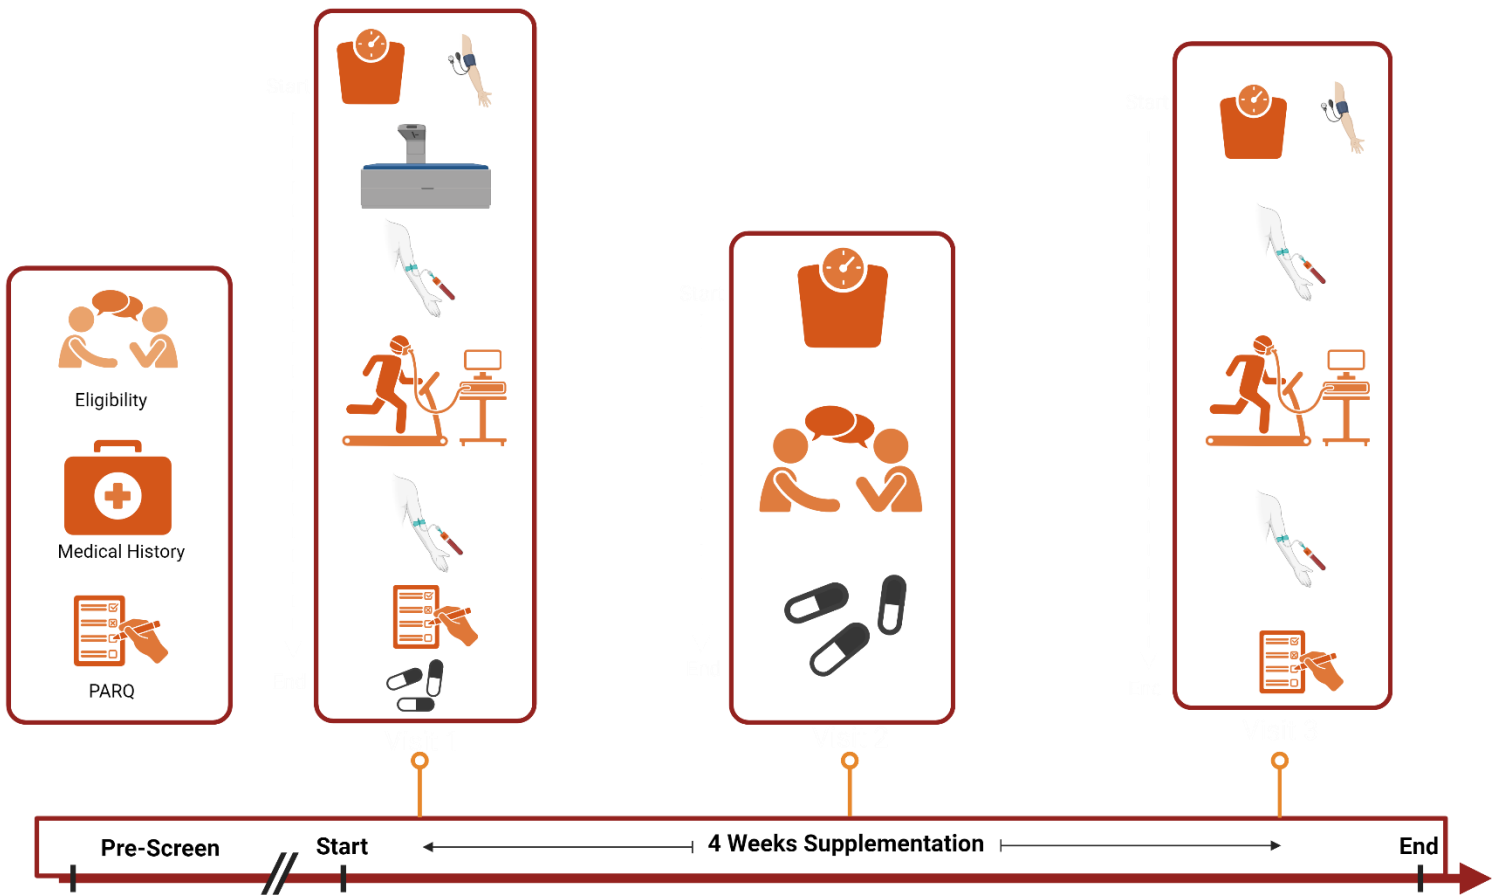 Eligibility
Medical History
PARQ
Pre-Screen
Start
4 Weeks Supplementation
End